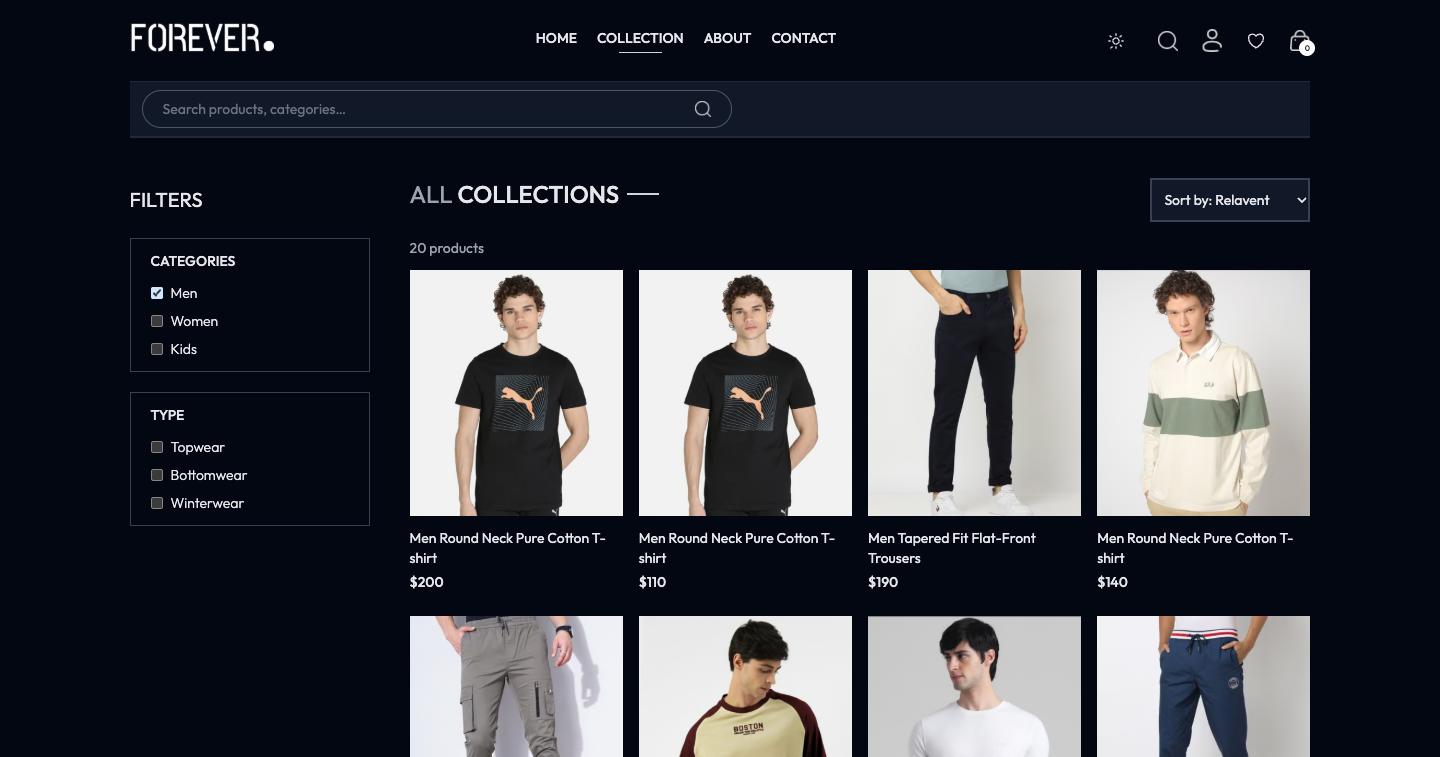 FOREVER.
HOME COLLECTION ABOUT CONTACT
0
Search products, categories...
FILTERS
CATEGORIES
Men
Women
Kids
TYPE
Topwear
Bottomwear
Winterwear
ALL COLLECTIONS
Sort by: Relavent
20 products
Men Round Neck Pure Cotton T-
shirt
$200
Men Round Neck Pure Cotton T-
shirt
$110
Men Tapered Fit Flat-Front
Trousers
$190
Men Round Neck Pure Cotton T-
shirt
$140
BOSTON